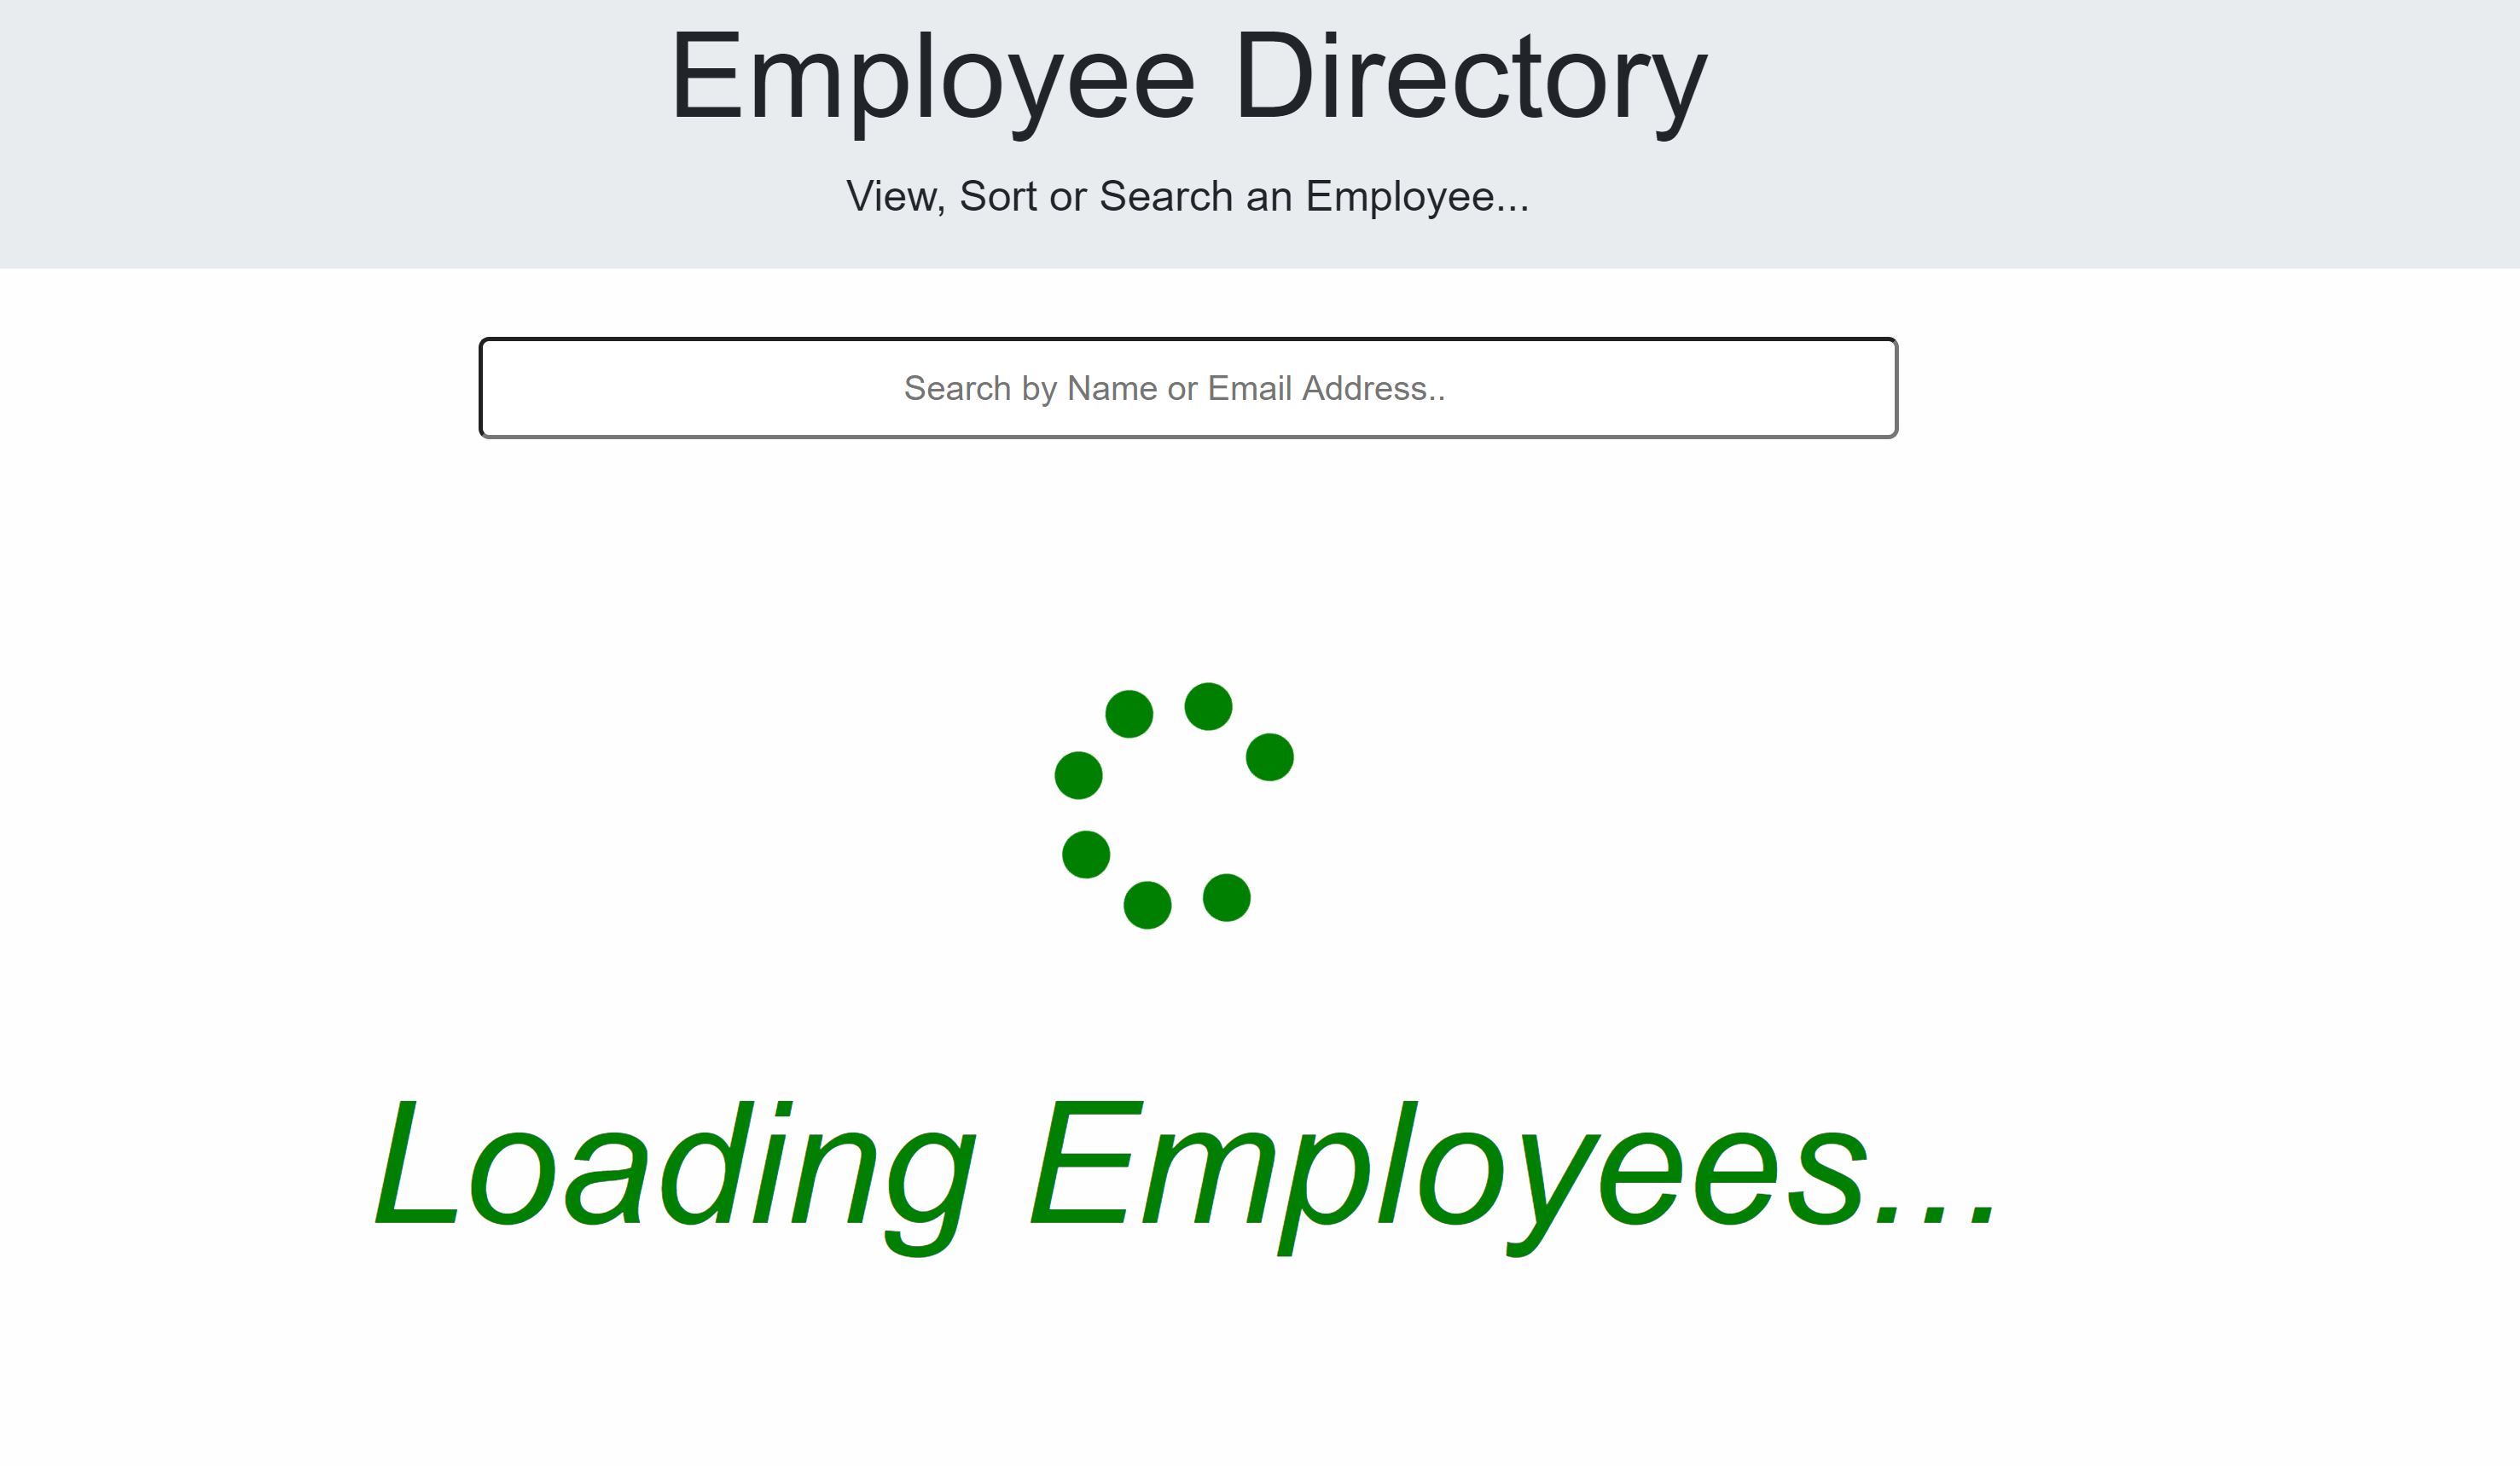 Employee Directory
View, Sort or Search an Employee...
Search by Name or Email Address..
Loading Employees...